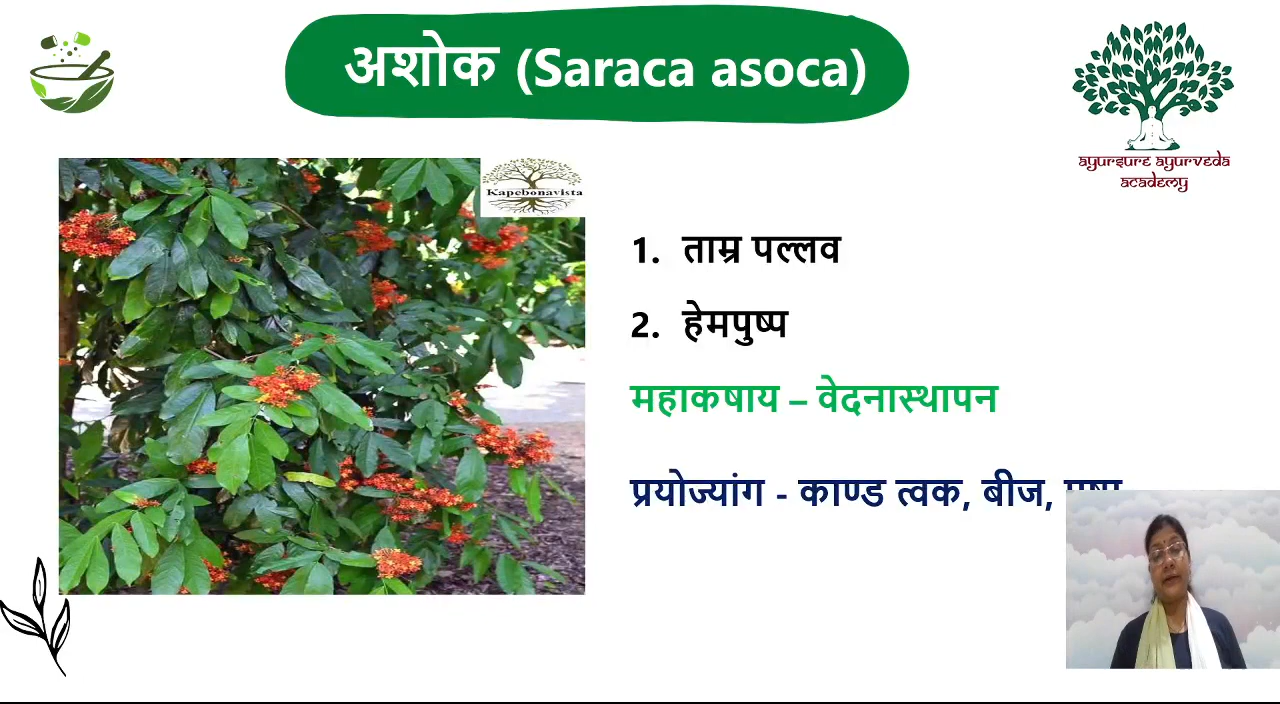 अशोक (Saraca asoca)
ayursure ayurveda
academy
Kapebonavista
1. ताम्र पल्लव
2. हेमपुष्प
महाकषाय – वेदनास्थापन
प्रयोज्यांग - काण्ड त्वक, बीज,